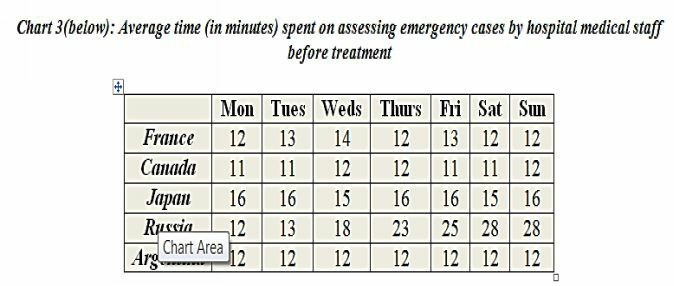 Chart 3(below): Average time (in minutes) spent on assessing emergency cases by hospital medical staff
before treatment
Mon Tues Weds Thurs Fri Sat Sun
France 12 13 14 12 13 12 12
Canada 11 11 12 12 11 11 12
Japan 16 16 15 16 16 15 16
Russia 12 13 18 23 25 28 28
Chart Area
12 12 12 12 12 12 12